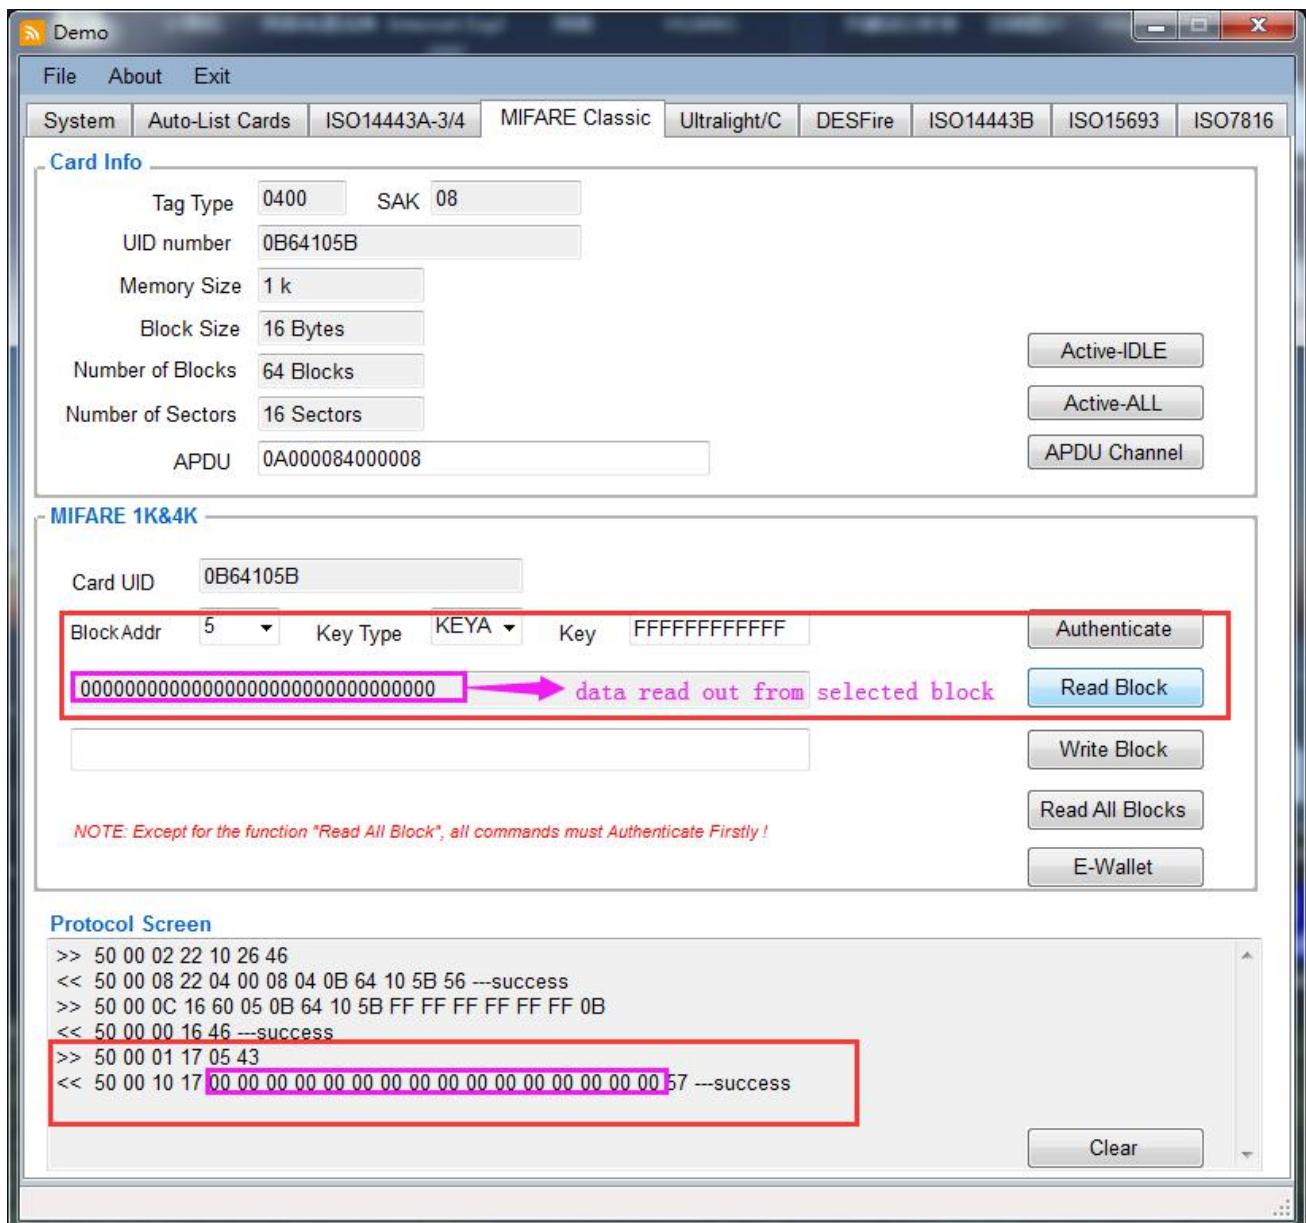 Demo
File About Exit
System Auto-List Cards ISO14443A-3/4 MIFARE Classic Ultralight/C DESFire ISO14443B ISO15693 ISO7816
Card Info
Tag Type 0400 SAK 08
UID number 0B64105B
Memory Size 1 k
Block Size 16 Bytes
Number of Blocks 64 Blocks
Active-IDLE
Number of Sectors 16 Sectors
Active-ALL
APDU 0A000084000008
APDU Channel
MIFARE 1K&4K
Card UID 0B64105B
Block Addr 5 Key Type KEYA Key FFFFFFFFFFFF Authenticate
00000000000000000000000000000000 data read out from selected block Read Block
Write Block
Read All Blocks
NOTE: Except for the function "Read All Block", all commands must Authenticate Firstly !
E-Wallet
Protocol Screen
>> 50 00 02 22 10 26 46
<< 50 00 08 22 04 00 08 04 0B 64 10 5B 56 ---success
>> 50 00 0C 16 60 05 0B 64 10 5B FF FF FF FF FF FF 0B
<< 50 00 00 16 46 ---success
>> 50 00 01 17 05 43
<< 50 00 10 17 00 00 00 00 00 00 00 00 00 00 00 00 00 00 00 00 57 ---success
Clear